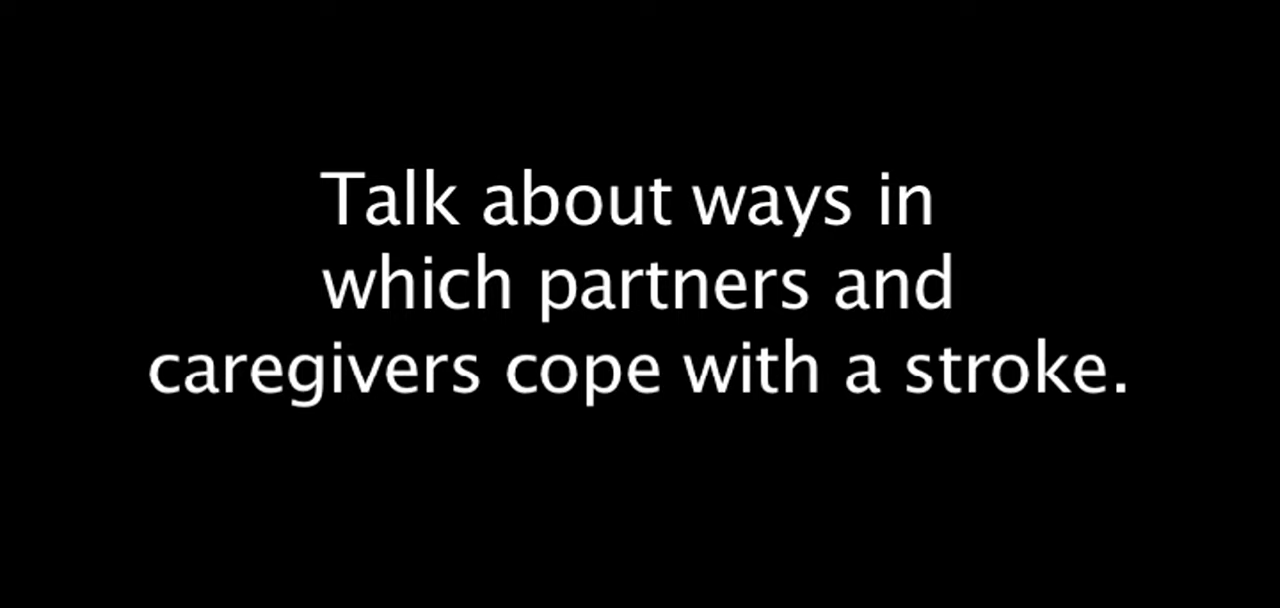 Talk about ways in
which partners and
caregivers cope with a stroke.